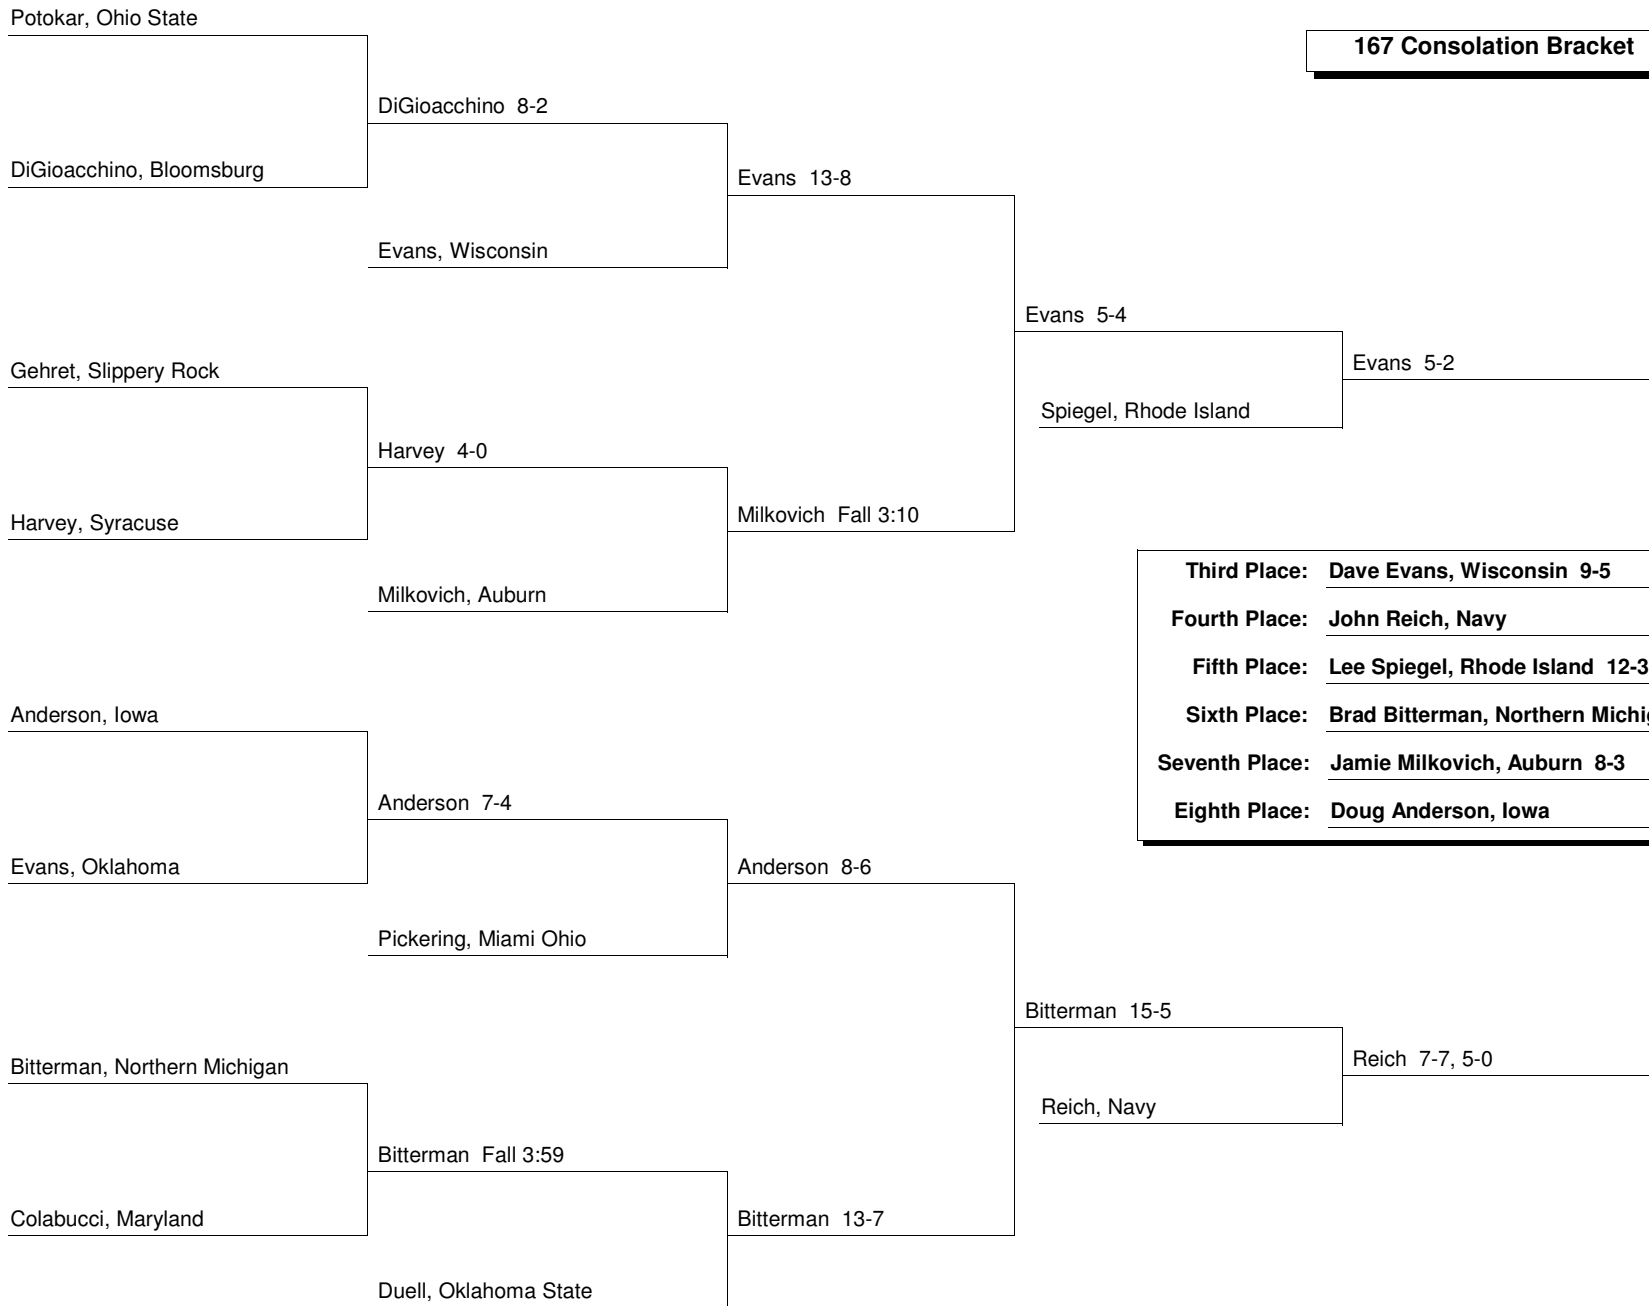 Potokar, Ohio State
167 Consolation Bracket
DiGioacchino 8-2
DiGioacchino, Bloomsburg
Evans 13-8
Evans, Wisconsin
Evans 5-4
Gehret, Slippery Rock
Evans 5-2
Spiegel, Rhode Island
Harvey 4-0
Harvey, Syracuse
Milkovich Fall 3:10
Milkovich, Auburn
Third Place: Dave Evans, Wisconsin 9-5
Fourth Place: John Reich, Navy
Fifth Place: Lee Spiegel, Rhode Island 12-3
Sixth Place: Brad Bitterman, Northern Michi
Seventh Place: Jamie Milkovich, Auburn 8-3
Eighth Place: Doug Anderson, Iowa
Anderson, Iowa
Anderson 7-4
Evans, Oklahoma
Anderson 8-6
Pickering, Miami Ohio
Bitterman 15-5
Bitterman, Northern Michigan
Reich 7-7, 5-0
Reich, Navy
Bitterman Fall 3:59
Colabucci, Maryland
Bitterman 13-7
Duell, Oklahoma State